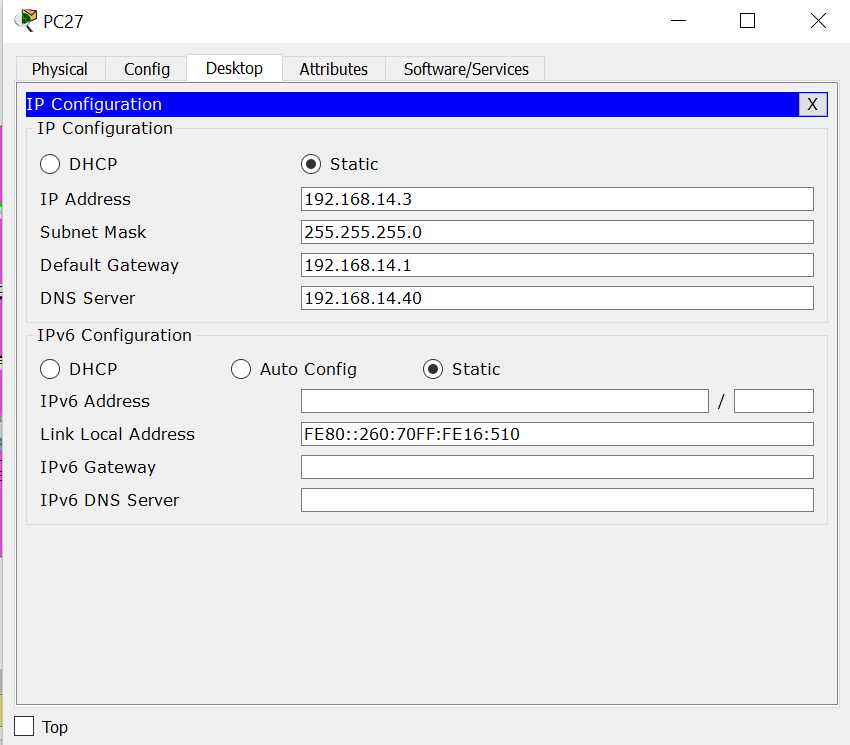 PC27
Physical Config Desktop Attributes Software/Services
IP Configuration X
IP Configuration
DHCP Static
IP Address 192.168.14.3
Subnet Mask 255.255.255.0
Default Gateway 192.168.14.1
DNS Server 192.168.14.40
IPv6 Configuration
DHCP Auto Config Static
IPv6 Address /
Link Local Address FE80::260:70FF:FE16:510
IPv6 Gateway
IPv6 DNS Server
Top